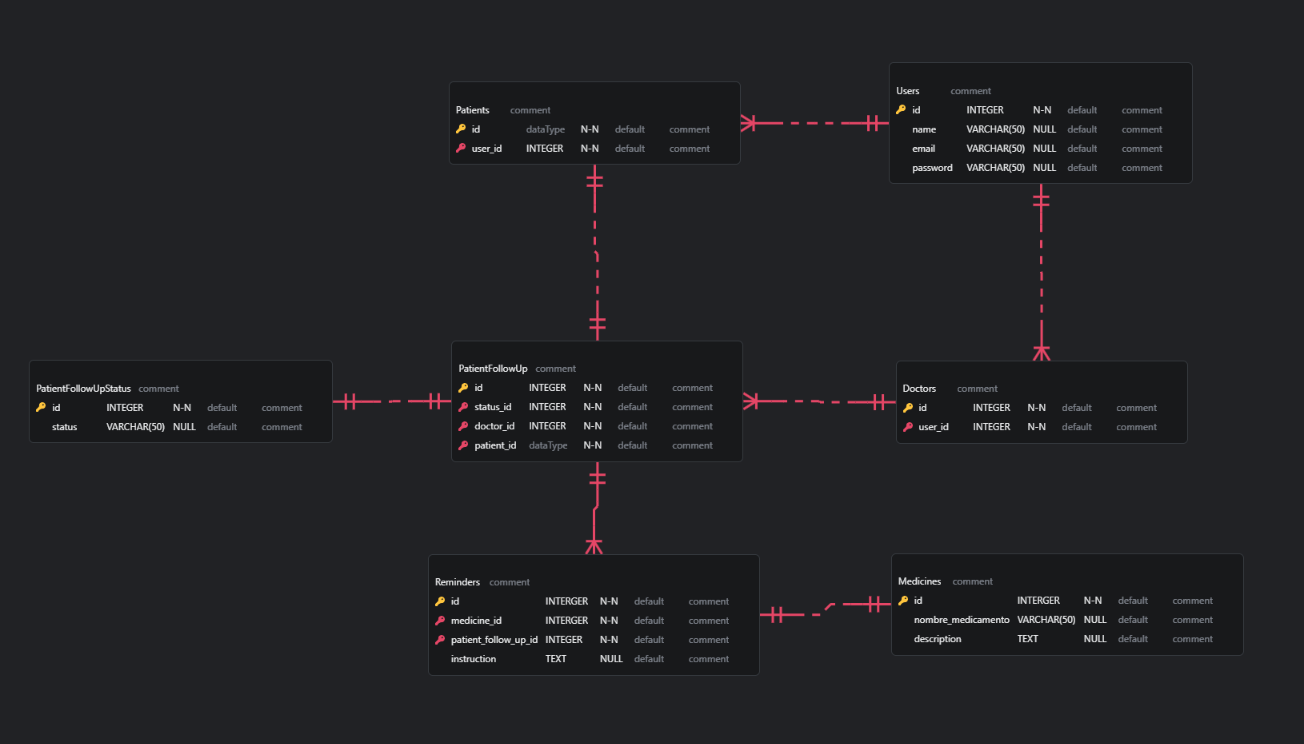 Patients comment
id dataType N-N default comment
user_id INTEGER N-N default comment
Users comment
id INTEGER N-N default comment
name VARCHAR(50) NULL default comment
email VARCHAR(50) NULL default comment
password VARCHAR(50) NULL default comment
PatientFollowUpStatus comment
id INTEGER N-N default comment
status VARCHAR(50) NULL default comment
PatientFollowUp comment
id INTEGER N-N default comment
status_id INTEGER N-N default comment
doctor_id INTEGER N-N default comment
patient_id dataType N-N default comment
Doctors comment
id INTEGER N-N default comment
user_id INTEGER N-N default comment
Reminders comment
id INTERGER N-N default comment
medicine_id INTERGER N-N default comment
patient_follow_up_id INTEGER N-N default comment
instruction TEXT NULL default comment
Medicines comment
id INTERGER N-N default comment
nombre_medicamento VARCHAR(50) NULL default comment
description TEXT NULL default comment